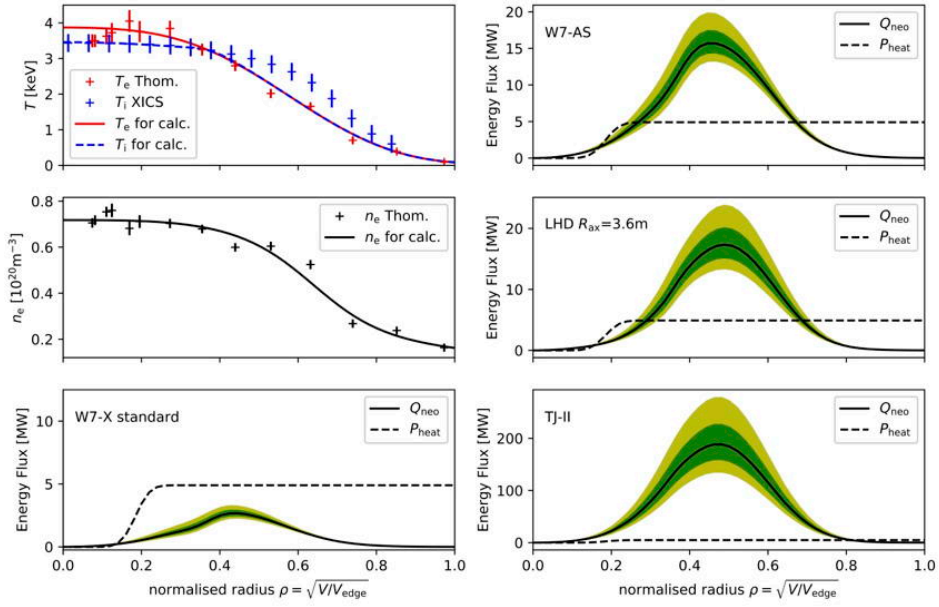 T [keV]
4
3
2
1
0
Te Thom.
Ti XICS
Te for calc.
Ti for calc.
ne [10²⁰m⁻³]
0.8
0.6
0.4
0.2
ne Thom.
ne for calc.
Energy Flux [MW]
10
5
0
W7-X standard
Qneo
Pheat
0.0 0.2 0.4 0.6 0.8 1.0
normalised radius ρ = √V/Vedge
Energy Flux [MW]
20
15
10
5
0
W7-AS
Qneo
Pheat
Energy Flux [MW]
20
10
0
LHD Rax=3.6m
Qneo
Pheat
Energy Flux [MW]
200
100
0
TJ-II
Qneo
Pheat
0.0 0.2 0.4 0.6 0.8 1.0
normalised radius ρ = √V/Vedge